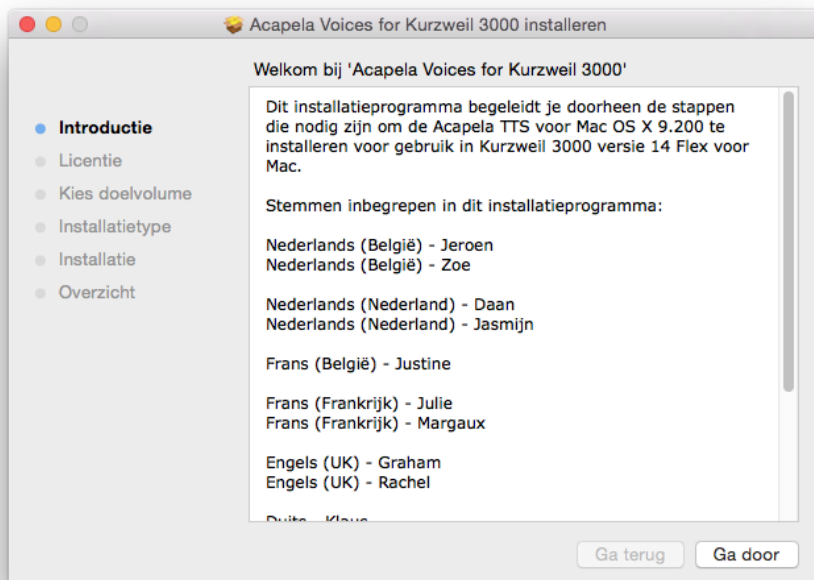 Acapela Voices for Kurzweil 3000 installeren
Welkom bij 'Acapela Voices for Kurzweil 3000'
Introductie
Licentie
Kies doelvolume
Installatietype
Installatie
Overzicht
Dit installatieprogramma begeleidt je doorheen de stappen
die nodig zijn om de Acapela TTS voor Mac OS X 9.200 te
installeren voor gebruik in Kurzweil 3000 versie 14 Flex voor
Mac.
Stemmen inbegrepen in dit installatieprogramma:
Nederlands (België) - Jeroen
Nederlands (België) - Zoe
Nederlands (Nederland) - Daan
Nederlands (Nederland) - Jasmijn
Frans (België) - Justine
Frans (Frankrijk) - Julie
Frans (Frankrijk) - Margaux
Engels (UK) - Graham
Engels (UK) - Rachel
Duits - Klaus
Ga terug
Ga door